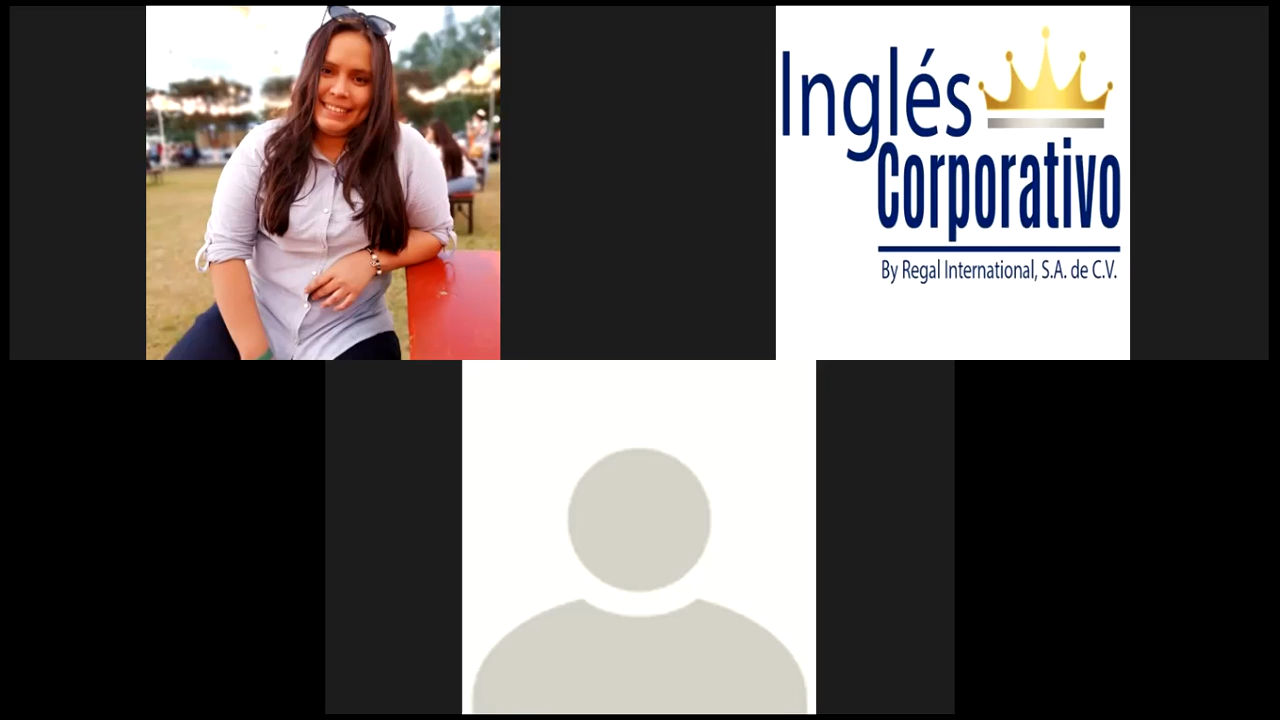 Inglés
Corporativo
By Regal International, S.A. de C.V.